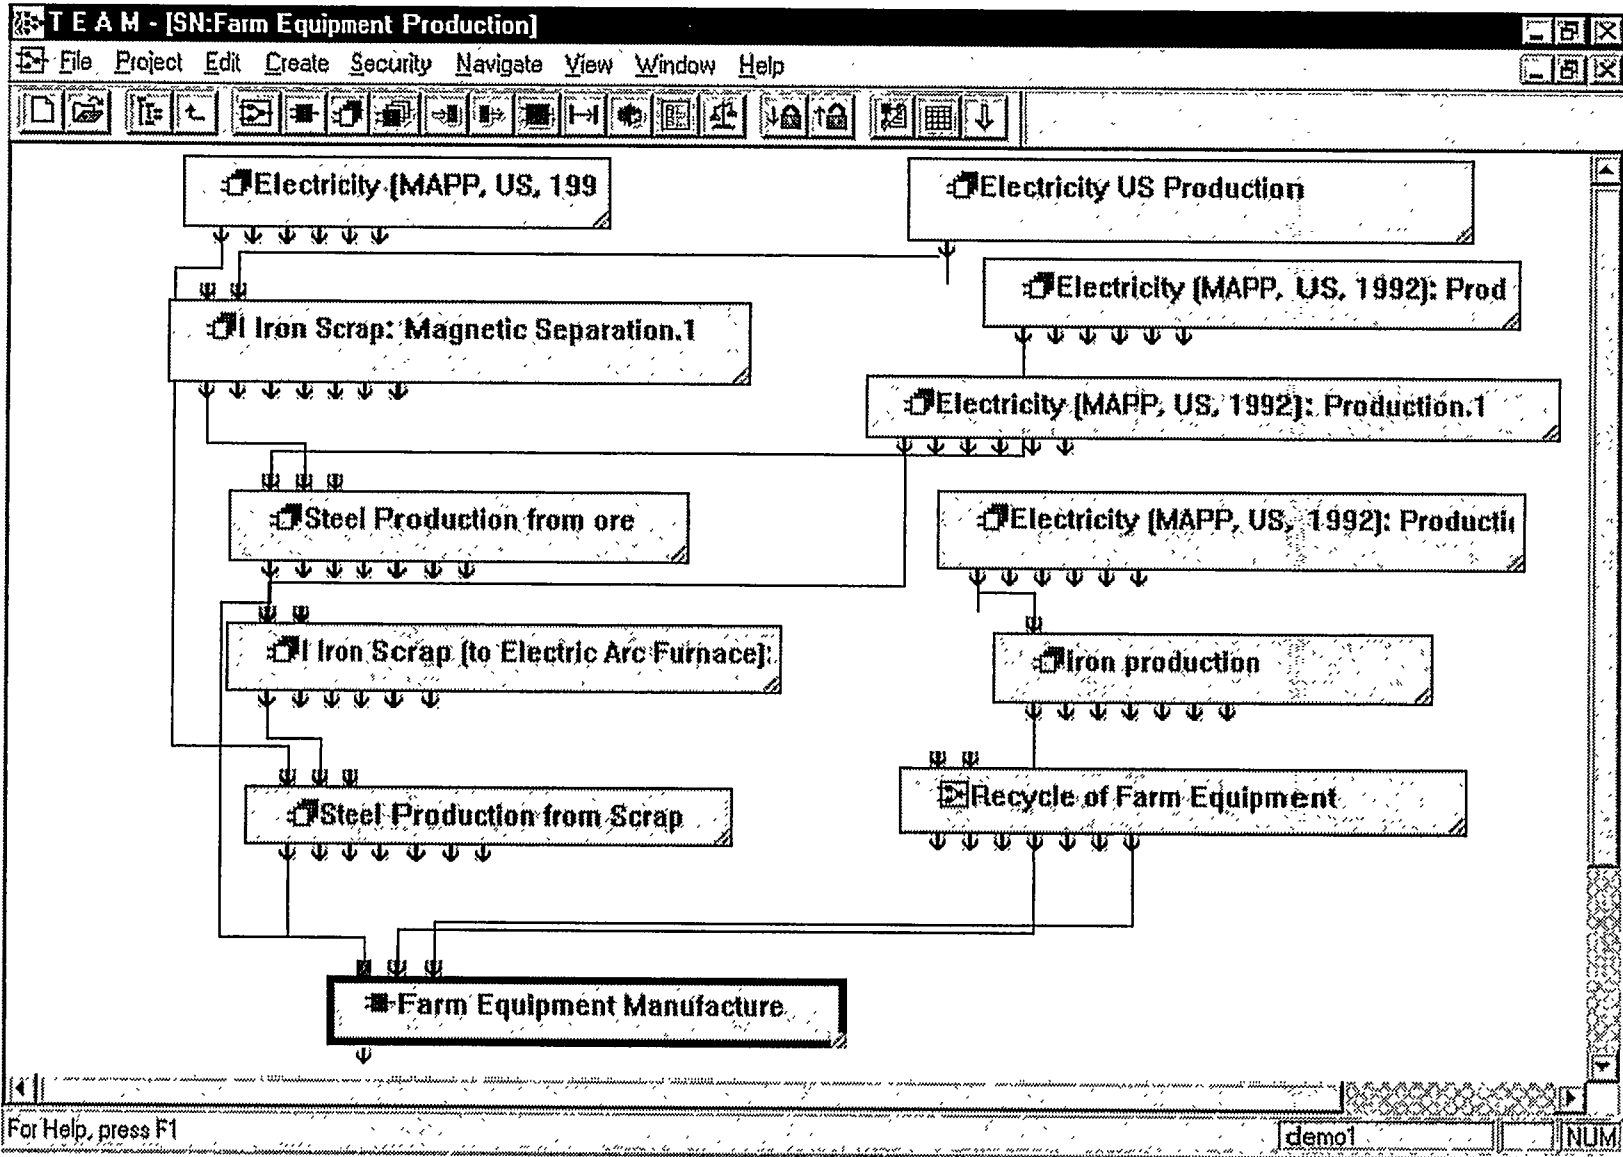 T E A M - [SN:Farm Equipment Production]
File Project Edit Create Security Navigate View Window Help
Electricity (MAPP, US, 199
Electricity US Production
Electricity (MAPP, US, 1992): Prod
I Iron Scrap: Magnetic Separation.1
Electricity (MAPP, US, 1992): Production.1
Steel Production from ore
Electricity (MAPP, US, 1992): Producti
I Iron Scrap (to Electric Arc Furnace):
Iron production
Steel Production from Scrap
Recycle of Farm Equipment
Farm Equipment Manufacture
For Help, press F1
demo1
NUM